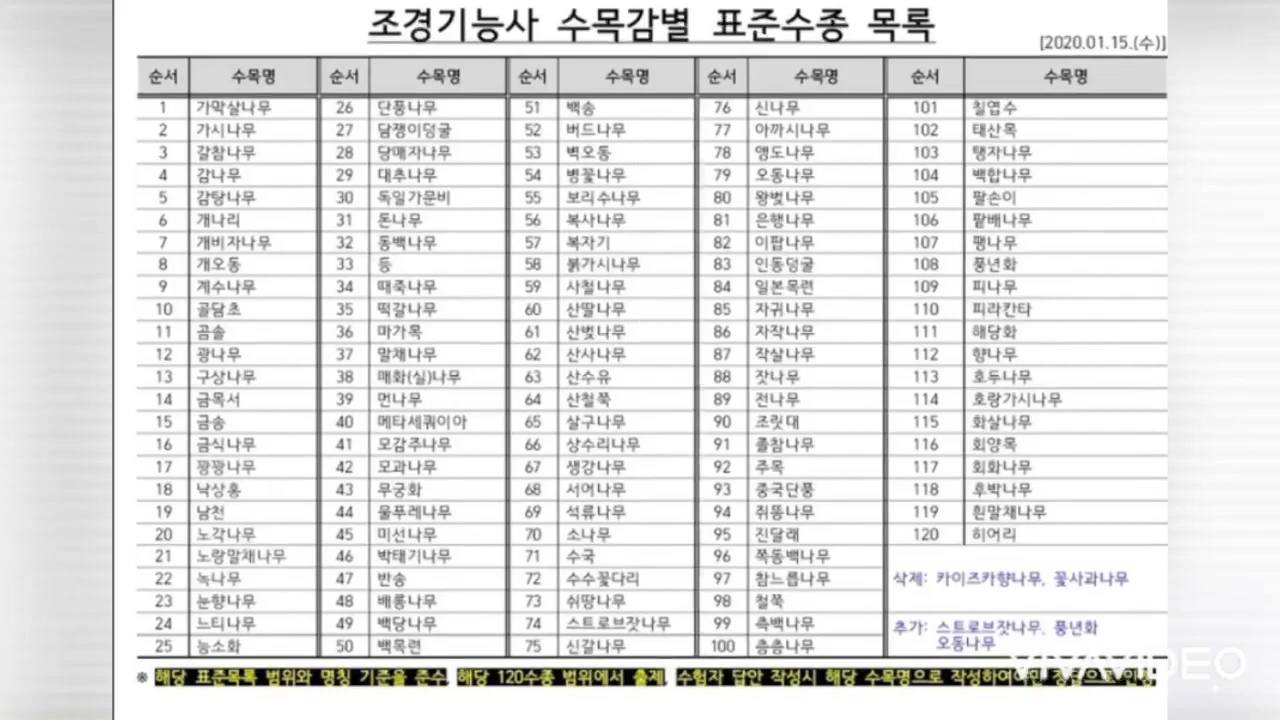 조경기능사 수목감별 표준수종 목록
[2020.01.15.(수)]
순서 수목명 순서 수목명 순서 수목명 순서 수목명 순서 수목명
1 가막살나무 26 단풍나무 51 백송 76 신나무 101 칠엽수
2 가시나무 27 담쟁이덩굴 52 버드나무 77 아까시나무 102 태산목
3 갈참나무 28 당매자나무 53 벽오동 78 앵도나무 103 탱자나무
4 감나무 29 대추나무 54 병꽃나무 79 오동나무 104 백합나무
5 감탕나무 30 독일가문비 55 보리수나무 80 왕벚나무 105 팔손이
6 개나리 31 돈나무 56 복사나무 81 은행나무 106 팥배나무
7 개비자나무 32 동백나무 57 복자기 82 이팝나무 107 팽나무
8 개오동 33 등 58 붉가시나무 83 인동덩굴 108 풍년화
9 계수나무 34 때죽나무 59 사철나무 84 일본목련 109 피나무
10 골담초 35 떡갈나무 60 산딸나무 85 자귀나무 110 피라칸타
11 곰솔 36 마가목 61 산벚나무 86 자작나무 111 해당화
12 광나무 37 말채나무 62 산사나무 87 작살나무 112 향나무
13 구상나무 38 매화(실)나무 63 산수유 88 잣나무 113 호두나무
14 금목서 39 먼나무 64 산철쭉 89 전나무 114 호랑가시나무
15 금송 40 메타세쿼이아 65 살구나무 90 조릿대 115 화살나무
16 금식나무 41 모감주나무 66 상수리나무 91 졸참나무 116 회양목
17 꽝꽝나무 42 모과나무 67 생강나무 92 주목 117 회화나무
18 낙상홍 43 무궁화 68 서어나무 93 중국단풍 118 후박나무
19 남천 44 물푸레나무 69 석류나무 94 쥐똥나무 119 흰말채나무
20 노각나무 45 미선나무 70 소나무 95 진달래 120 히어리
21 노랑말채나무 46 박태기나무 71 수국 96 쪽동백나무
22 녹나무 47 반송 72 수수꽃다리 97 참느릅나무 삭제: 카이즈카향나무, 꽃사과나무
23 눈향나무 48 배롱나무 73 쉬땅나무 98 철쭉
24 느티나무 49 백당나무 74 스트로브잣나무 99 측백나무 추가: 스트로브잣나무, 풍년화
25 능소화 50 백목련 75 신갈나무 100 층층나무 오동나무
※ 해당 표준목록 범위와 명칭 기준을 준수, 해당 120수종 범위에서 출제, 수험자 답안 작성시 해당 수목명으로 작성하여야만 정답으로 인정
VIVAVIDEO